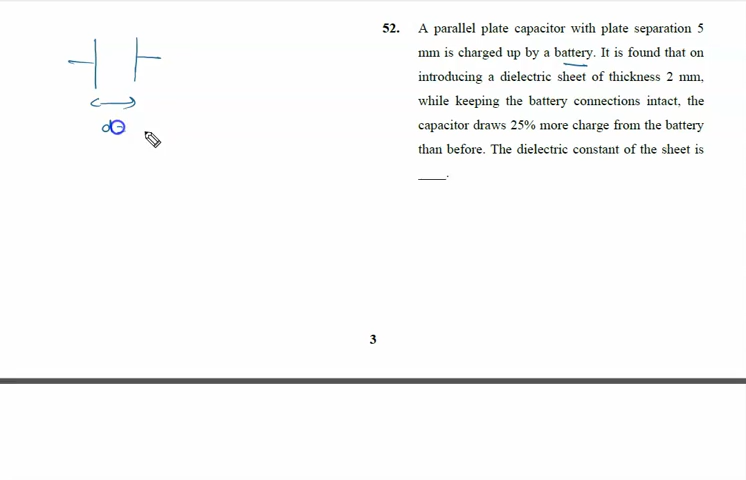 52. A parallel plate capacitor with plate separation 5
mm is charged up by a battery. It is found that on
introducing a dielectric sheet of thickness 2 mm,
while keeping the battery connections intact, the
capacitor draws 25% more charge from the battery
than before. The dielectric constant of the sheet is
____.
d
3